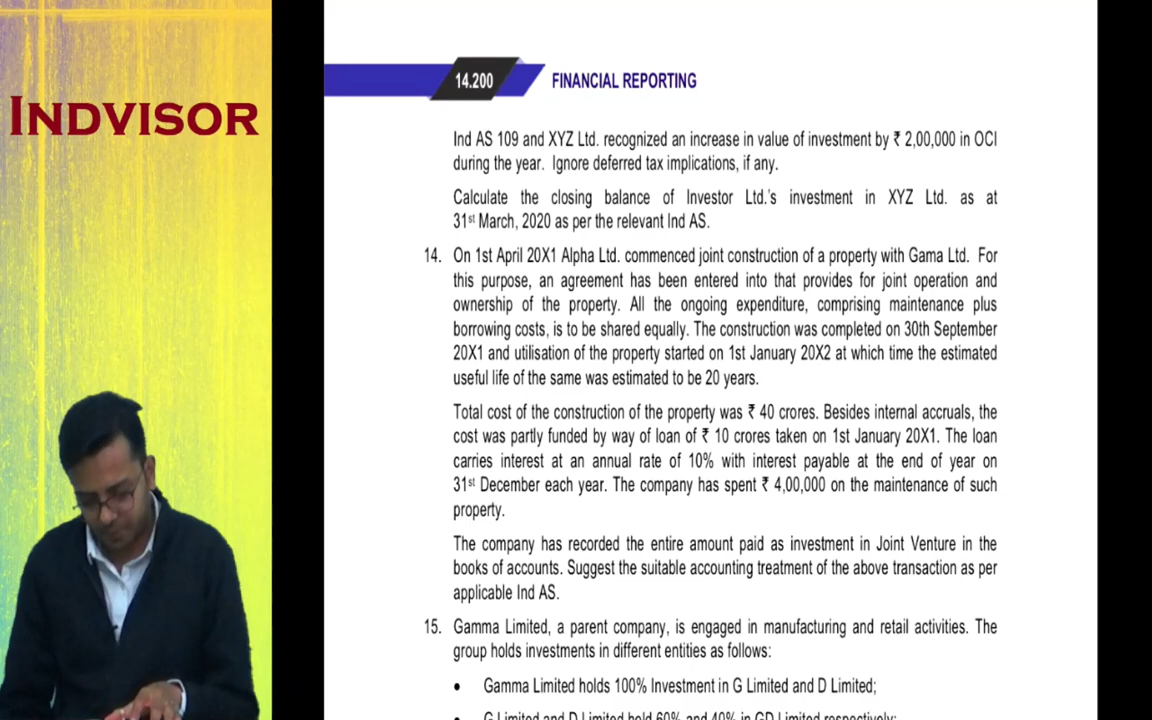 INDVISOR
14.200 FINANCIAL REPORTING
Ind AS 109 and XYZ Ltd. recognized an increase in value of investment by ₹ 2,00,000 in OCI
during the year. Ignore deferred tax implications, if any.
Calculate the closing balance of Investor Ltd.'s investment in XYZ Ltd. as at
31st March, 2020 as per the relevant Ind AS.
14. On 1st April 20X1 Alpha Ltd. commenced joint construction of a property with Gama Ltd. For
this purpose, an agreement has been entered into that provides for joint operation and
ownership of the property. All the ongoing expenditure, comprising maintenance plus
borrowing costs, is to be shared equally. The construction was completed on 30th September
20X1 and utilisation of the property started on 1st January 20X2 at which time the estimated
useful life of the same was estimated to be 20 years.
Total cost of the construction of the property was ₹ 40 crores. Besides internal accruals, the
cost was partly funded by way of loan of ₹ 10 crores taken on 1st January 20X1. The loan
carries interest at an annual rate of 10% with interest payable at the end of year on
31st December each year. The company has spent ₹ 4,00,000 on the maintenance of such
property.
The company has recorded the entire amount paid as investment in Joint Venture in the
books of accounts. Suggest the suitable accounting treatment of the above transaction as per
applicable Ind AS.
15. Gamma Limited, a parent company, is engaged in manufacturing and retail activities. The
group holds investments in different entities as follows:
• Gamma Limited holds 100% Investment in G Limited and D Limited;
• G Limited and D Limited hold 60% and 40% in GD Limited respectively;